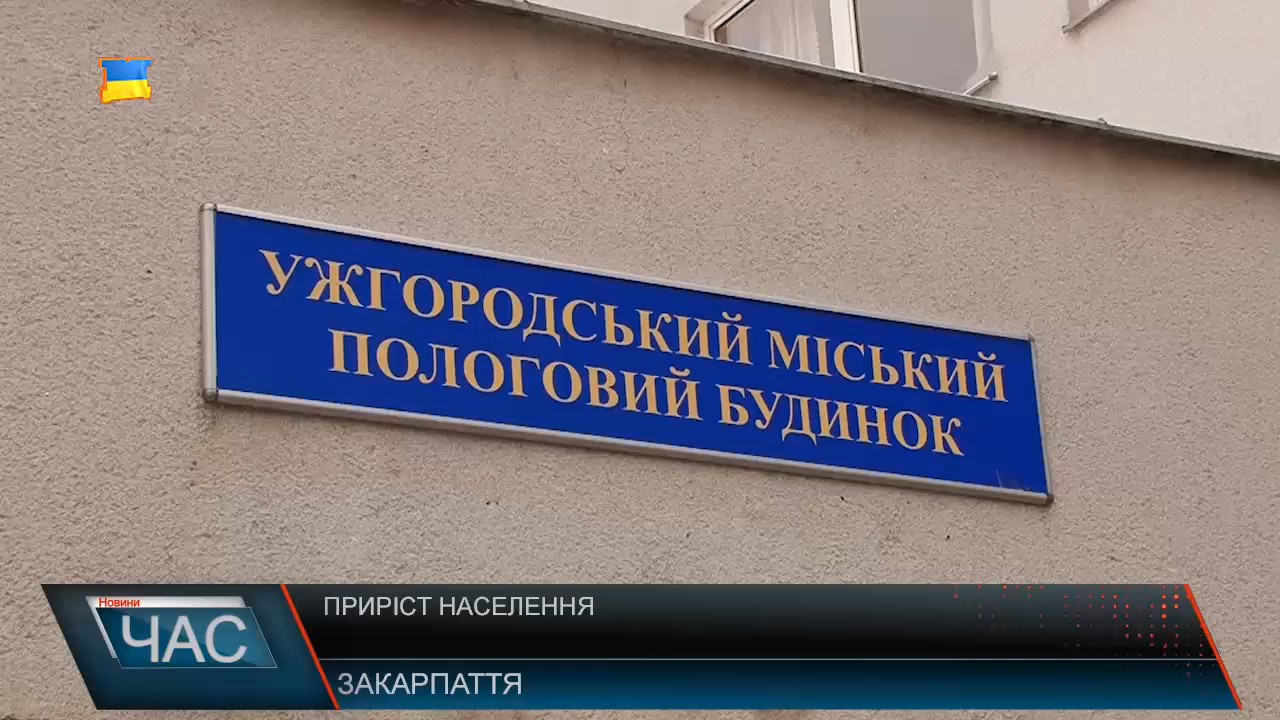 УЖГОРОДСЬКИЙ МІСЬКИЙ
ПОЛОГОВИЙ БУДИНОК
Новини
ЧАС
ПРИРІСТ НАСЕЛЕННЯ
ЗАКАРПАТТЯ